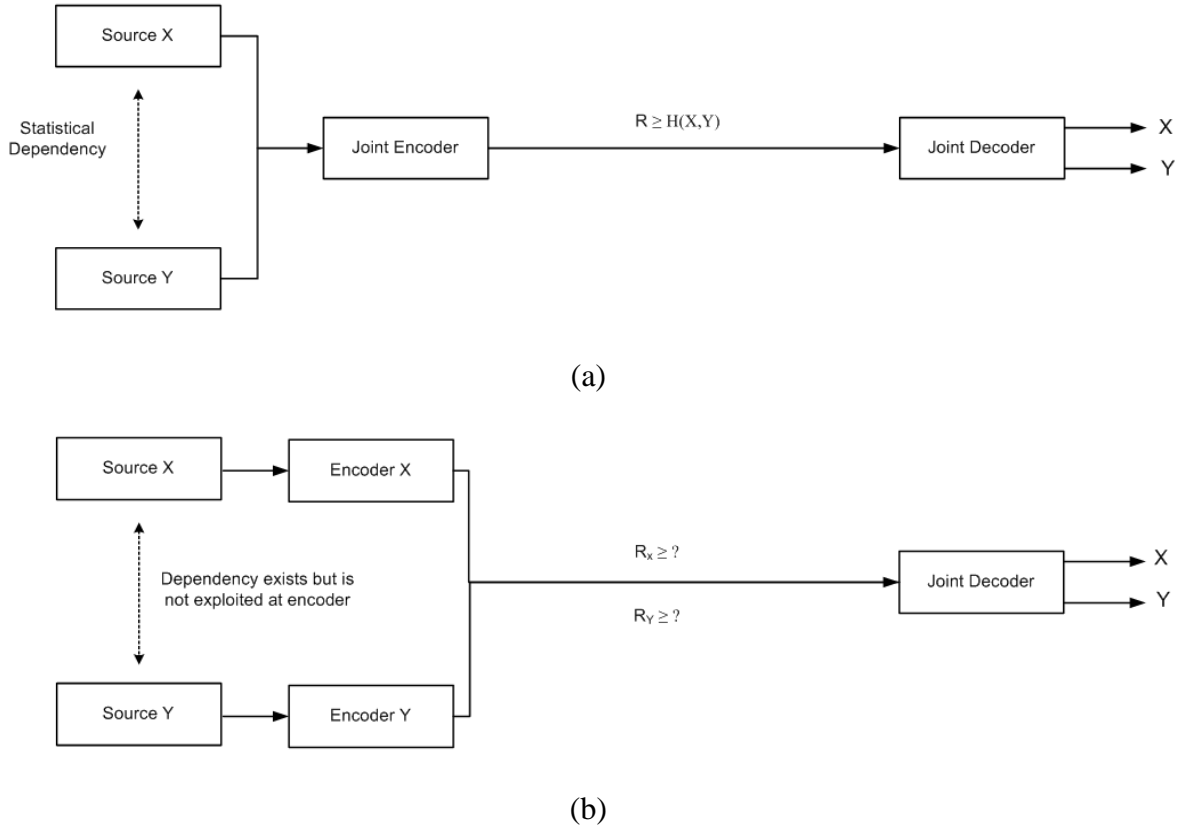 Source X
Statistical
Dependency
Source Y
Joint Encoder
R ≥ H(X,Y)
Joint Decoder
X
Y
(a)
Source X
Encoder X
Dependency exists but is
not exploited at encoder
Source Y
Encoder Y
Rx ≥ ?
RY ≥ ?
Joint Decoder
X
Y
(b)